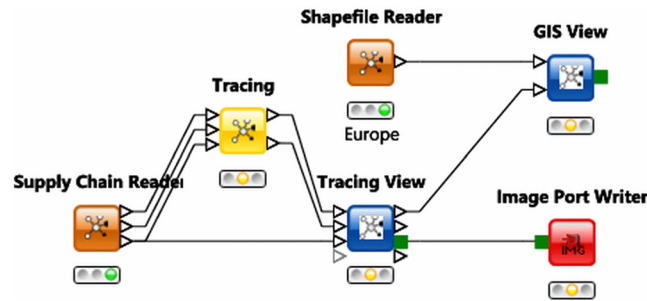 Shapefile Reader
GIS View
Tracing
Europe
Supply Chain Reader
Tracing View
Image Port Writer
IMG